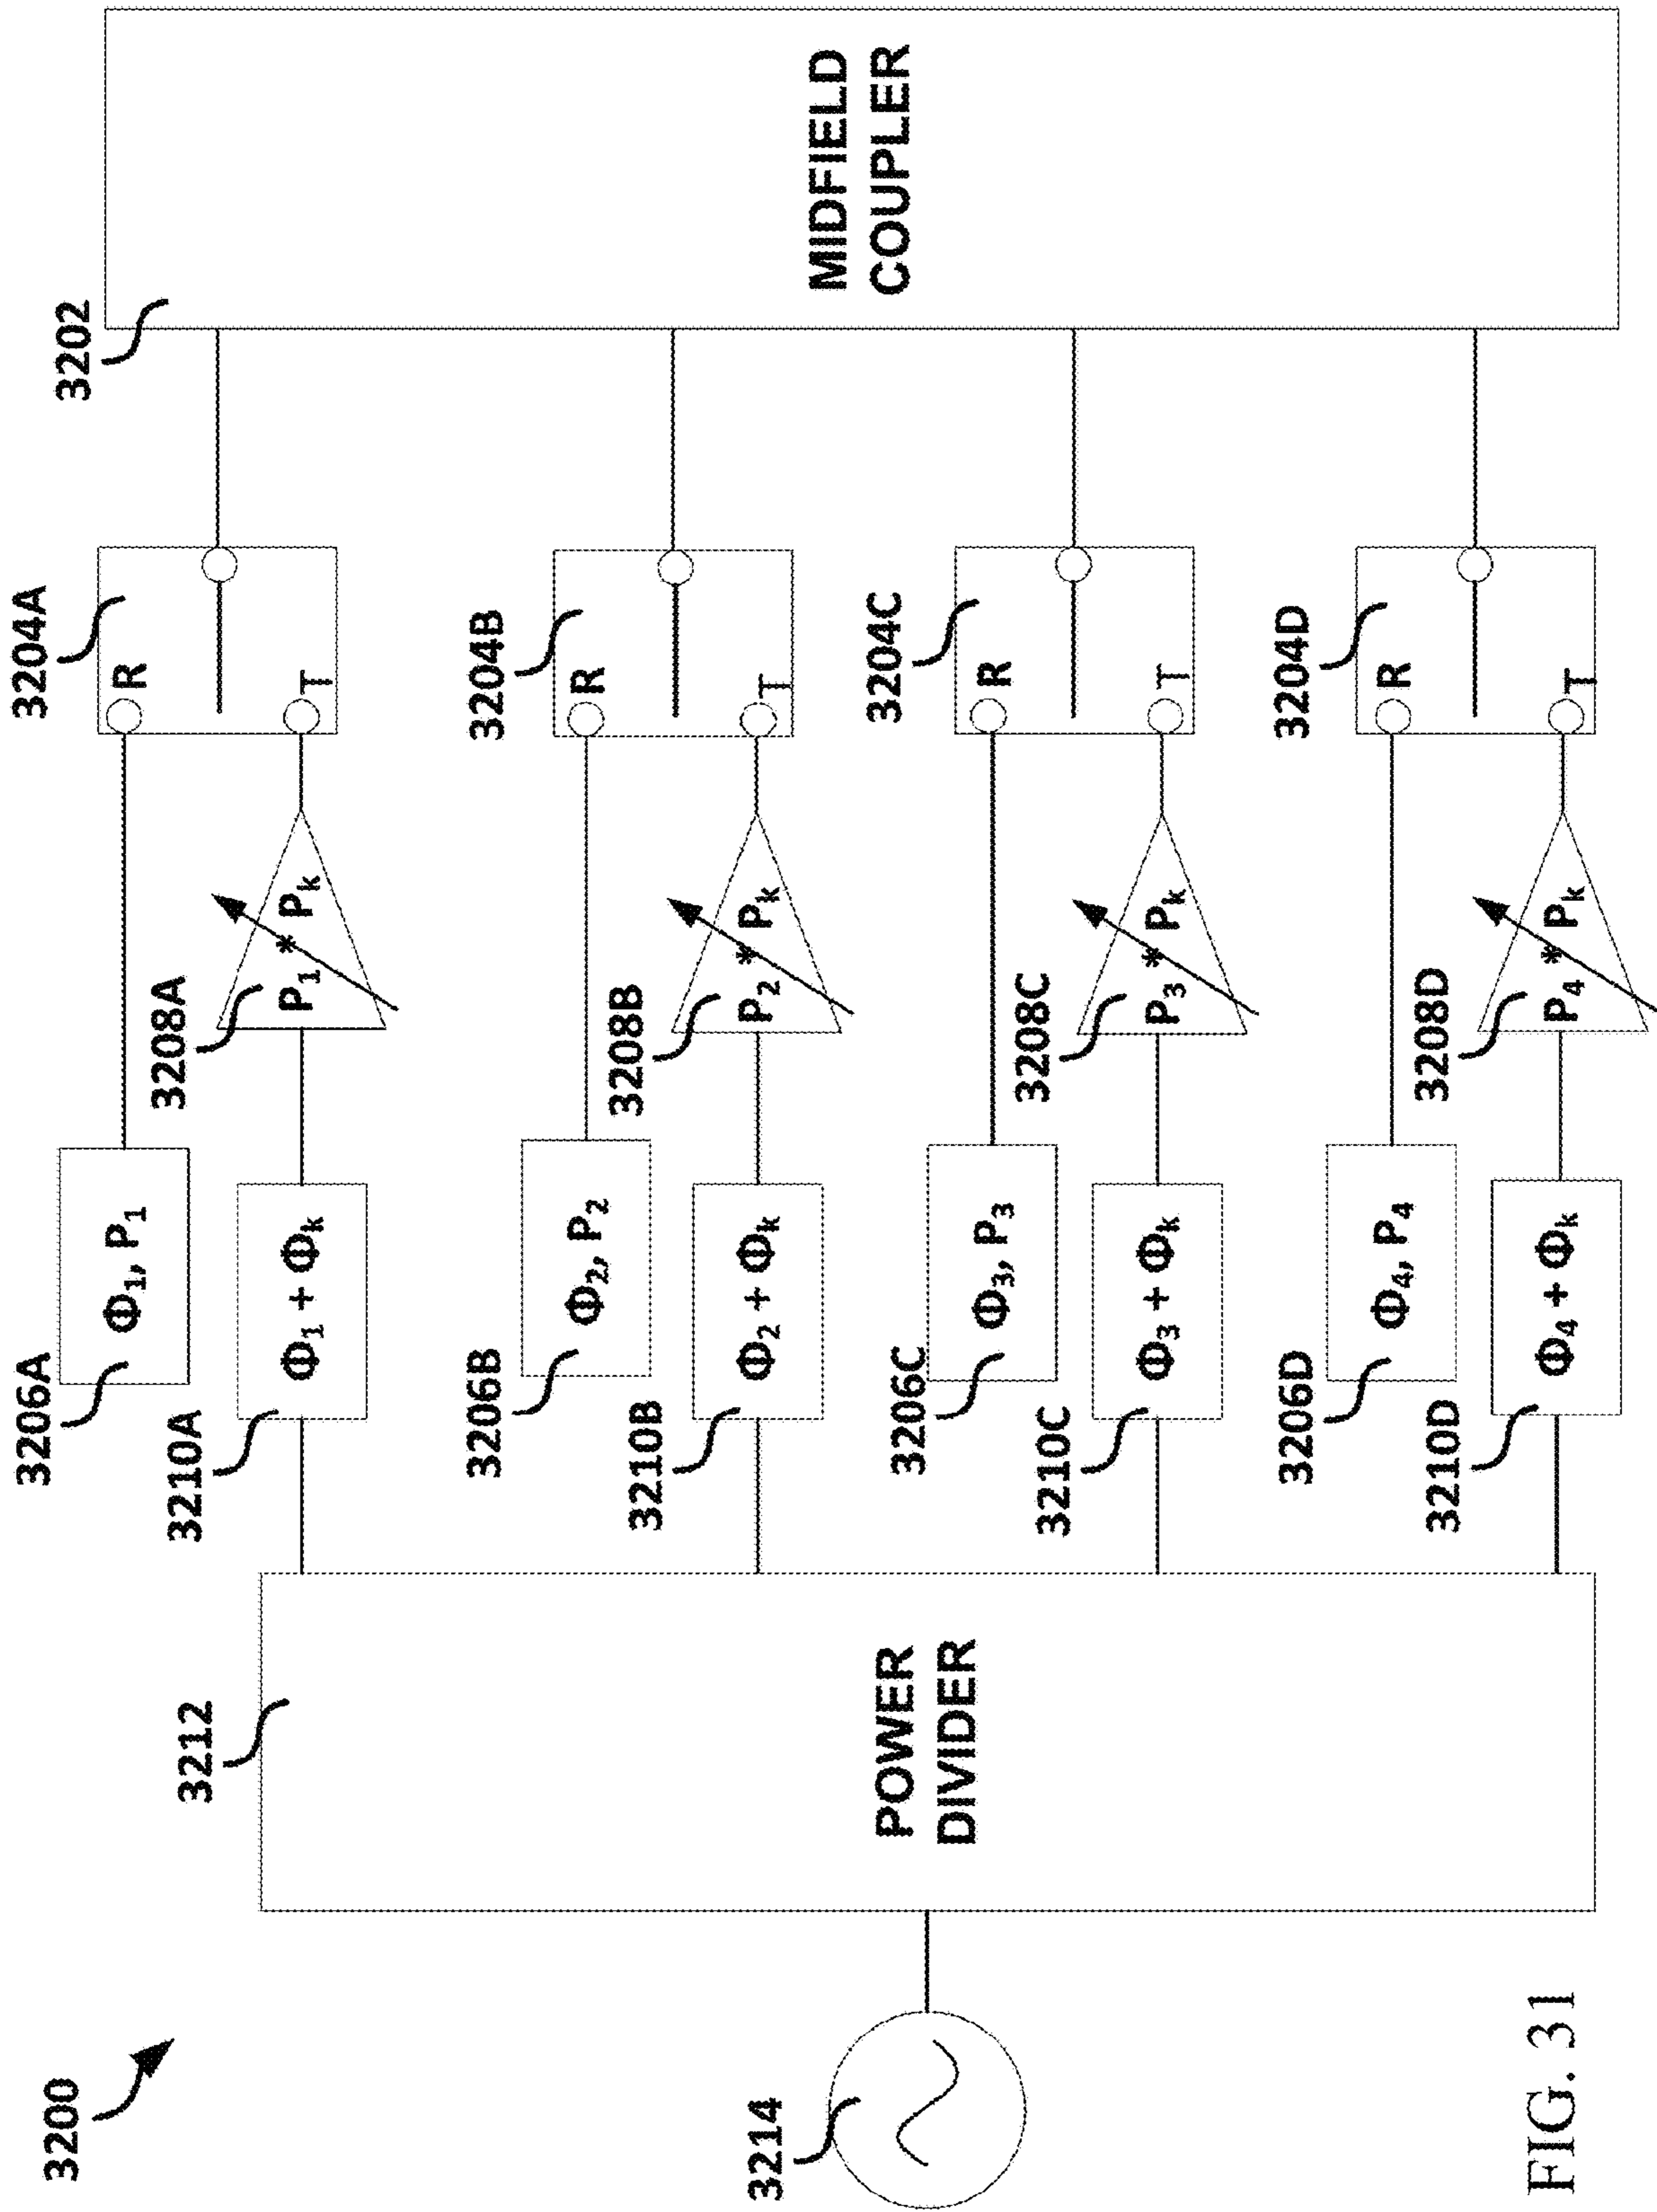 3200
3214
3212
POWER
DIVIDER
3206A
Φ₁, P₁
3210A
Φ₁ + Φₖ
3208A
P₁ * Pₖ
3204A
R
T
3206B
Φ₂, P₂
3210B
Φ₂ + Φₖ
3208B
P₂ * Pₖ
3204B
R
T
3206C
Φ₃, P₃
3210C
Φ₃ + Φₖ
3208C
P₃ * Pₖ
3204C
R
T
3206D
Φ₄, P₄
3210D
Φ₄ + Φₖ
3208D
P₄ * Pₖ
3204D
R
T
3202
MIDFIELD
COUPLER
FIG. 31